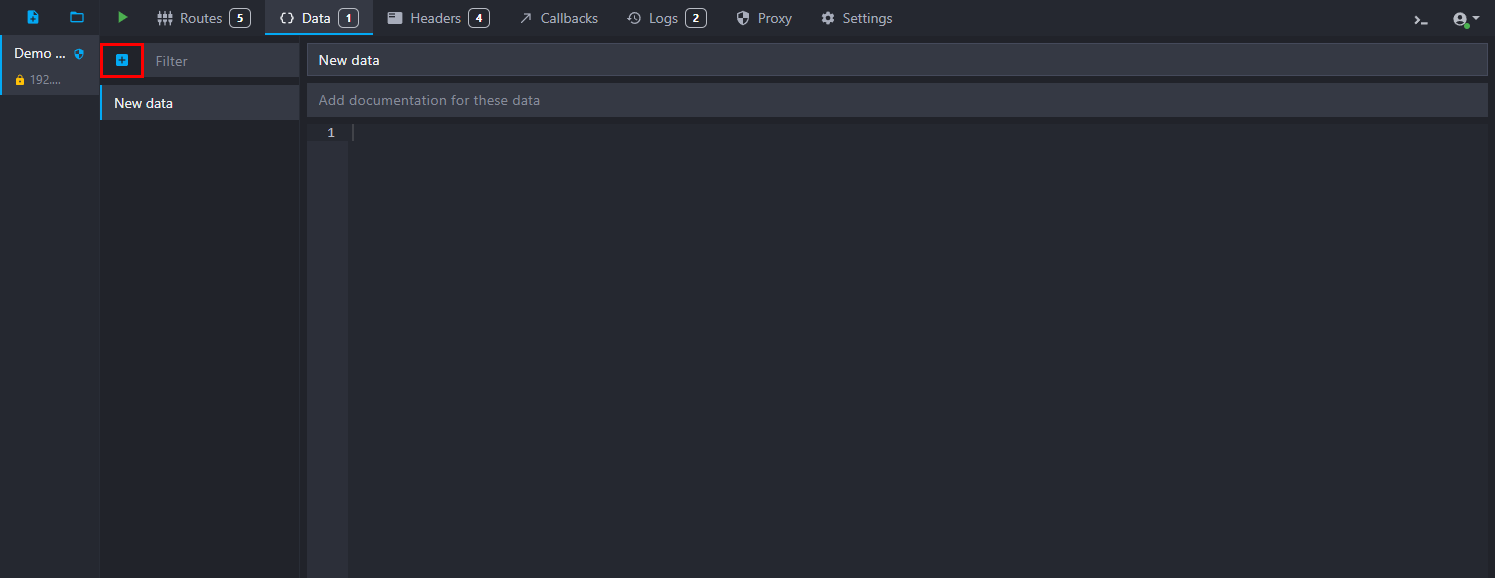 Routes 5 Data 1 Headers 4 Callbacks Logs 2 Proxy Settings
Demo ...
192....
Filter
New data
New data
Add documentation for these data
1